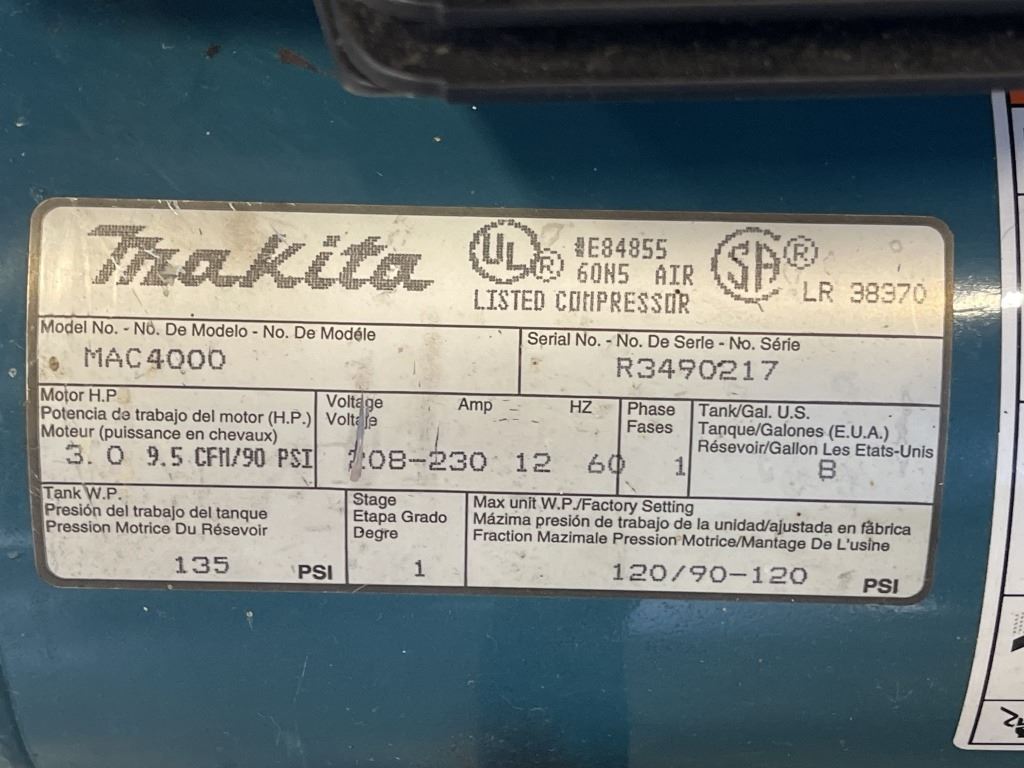 Makita
UL ® #E84855
60N5 AIR
LISTED COMPRESSOR
SA ®
LR 38370
Model No. - No. De Modelo - No. De Modéle
MAC4000
Serial No. - No. De Serle - No. Série
R3490217
Motor H.P.
Potencia de trabajo del motor (H.P.)
Moteur (puissance en chevaux)
3.0 9.5 CFM/90 PSI
Voltage Amp HZ
Voltaje
208-230 12 60
Phase
Fases
1
Tank/Gal. U.S.
Tanque/Galones (E.U.A.)
Résevoir/Gallon Les Etats-Unis
8
Tank W.P.
Presión del trabajo del tanque
Pression Motrice Du Résevoir
135 PSI
Stage
Etapa Grado
Degre
1
Max unit W.P./Factory Setting
Mázima presión de trabajo de la unidad/ajustada en fâbrica
Fraction Mazimale Pression Motrice/Mantage De L'usine
120/90-120 PSI